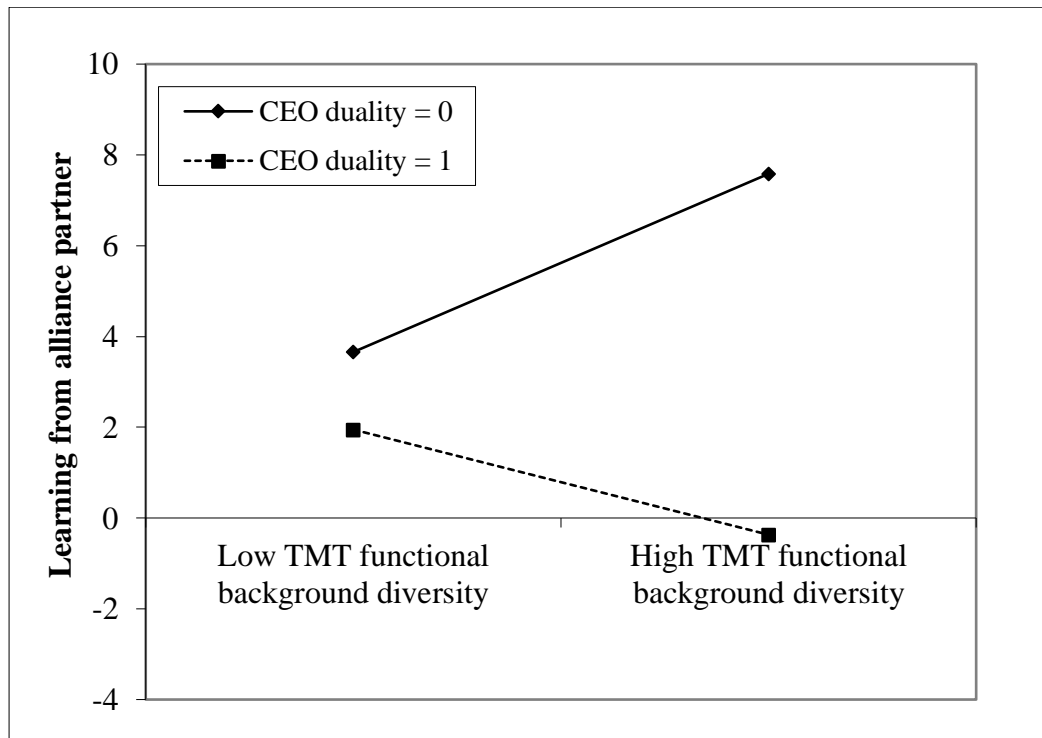 Learning from alliance partner
10
8
6
4
2
0
-2
-4
CEO duality = 0
CEO duality = 1
Low TMT functional
background diversity
High TMT functional
background diversity